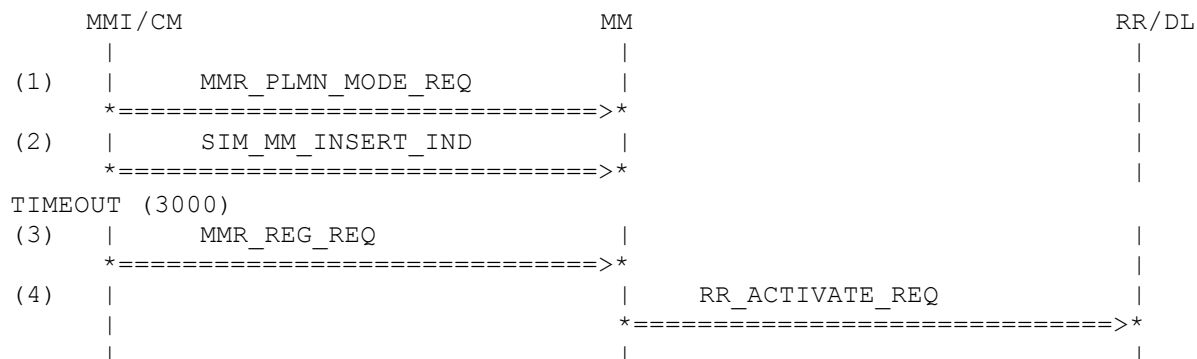 MMI/CM MM RR/DL
| | |
(1) | MMR_PLMN_MODE_REQ | |
*==============================>* |
(2) | SIM_MM_INSERT_IND | |
*==============================>* |
TIMEOUT (3000)
(3) | MMR_REG_REQ | |
*==============================>* |
(4) | | RR_ACTIVATE_REQ |
| *==============================>*
| | |